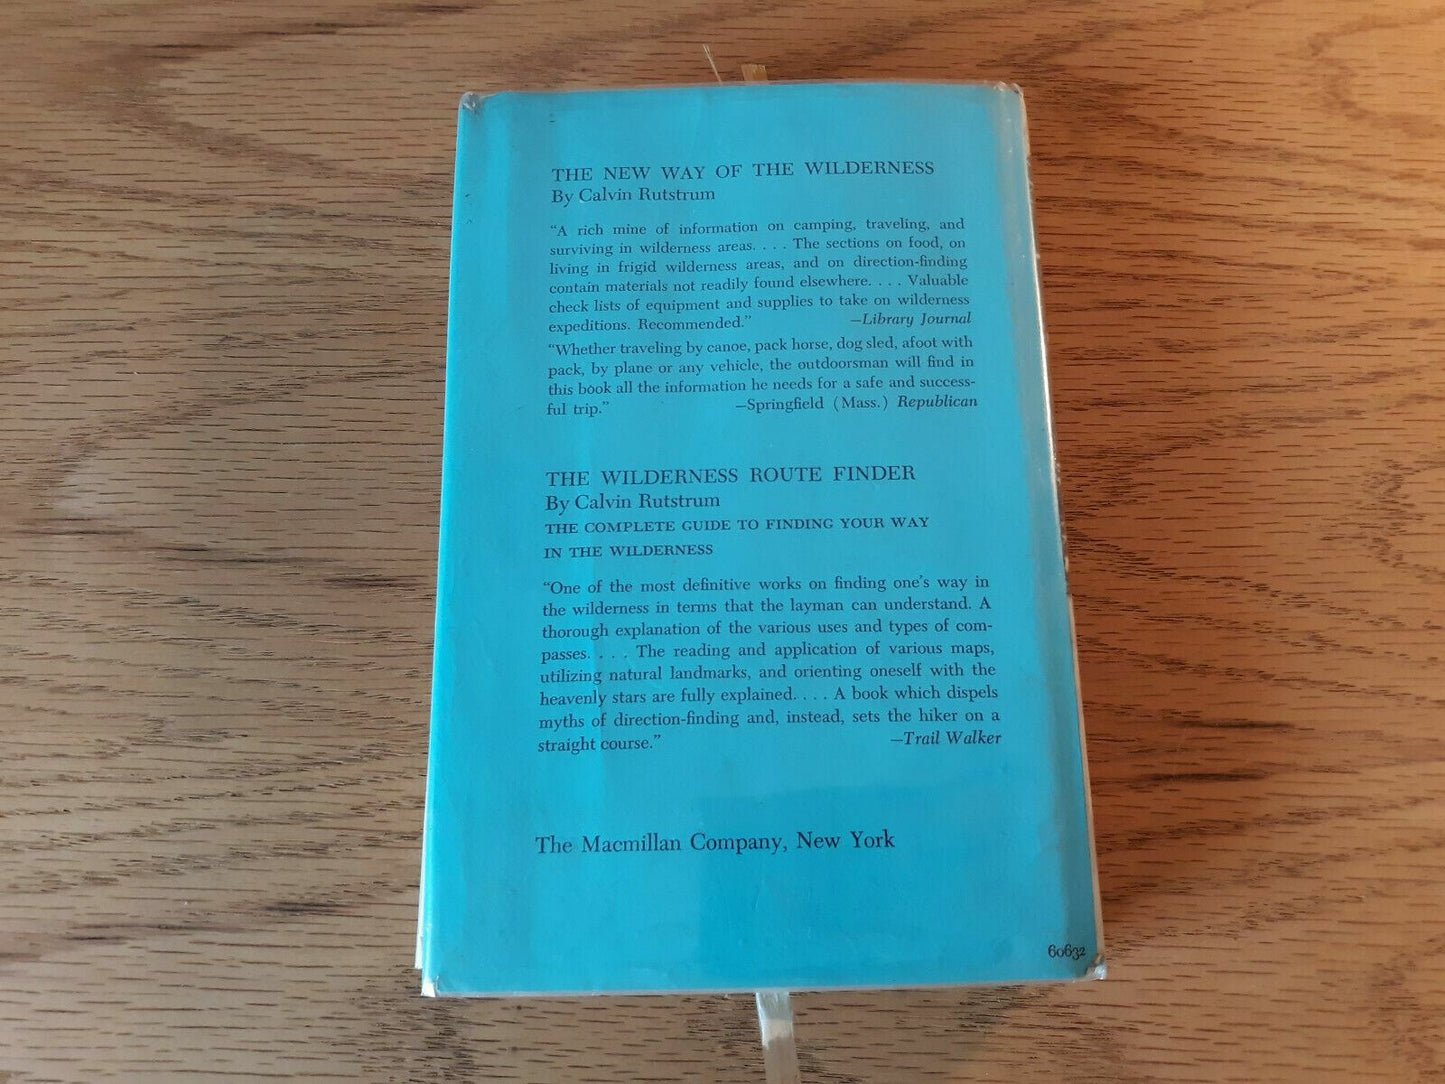 THE NEW WAY OF THE WILDERNESS
By Calvin Rutstrum
“A rich mine of information on camping, traveling, and
surviving in wilderness areas. . . . The sections on food, on
living in frigid wilderness areas, and on direction-finding
contain materials not readily found elsewhere. . . . Valuable
check lists of equipment and supplies to take on wilderness
expeditions. Recommended.” —Library Journal
“Whether traveling by canoe, pack horse, dog sled, afoot with
pack, by plane or any vehicle, the outdoorsman will find in
this book all the information he needs for a safe and success-
ful trip.” —Springfield (Mass.) Republican
THE WILDERNESS ROUTE FINDER
By Calvin Rutstrum
THE COMPLETE GUIDE TO FINDING YOUR WAY
IN THE WILDERNESS
“One of the most definitive works on finding one’s way in
the wilderness in terms that the layman can understand. A
thorough explanation of the various uses and types of com-
passes. . . . The reading and application of various maps,
utilizing natural landmarks, and orienting oneself with the
heavenly stars are fully explained. . . . A book which dispels
myths of direction-finding and, instead, sets the hiker on a
straight course.” —Trail Walker
The Macmillan Company, New York
60632